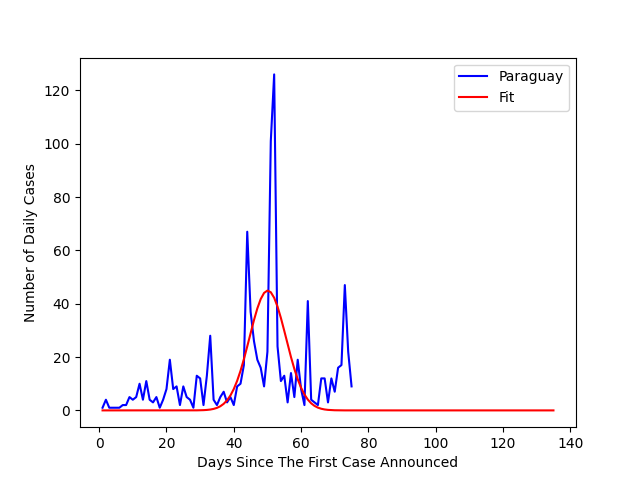 Paraguay
Fit
120
100
80
60
40
20
0
Number of Daily Cases
0 20 40 60 80 100 120 140
Days Since The First Case Announced